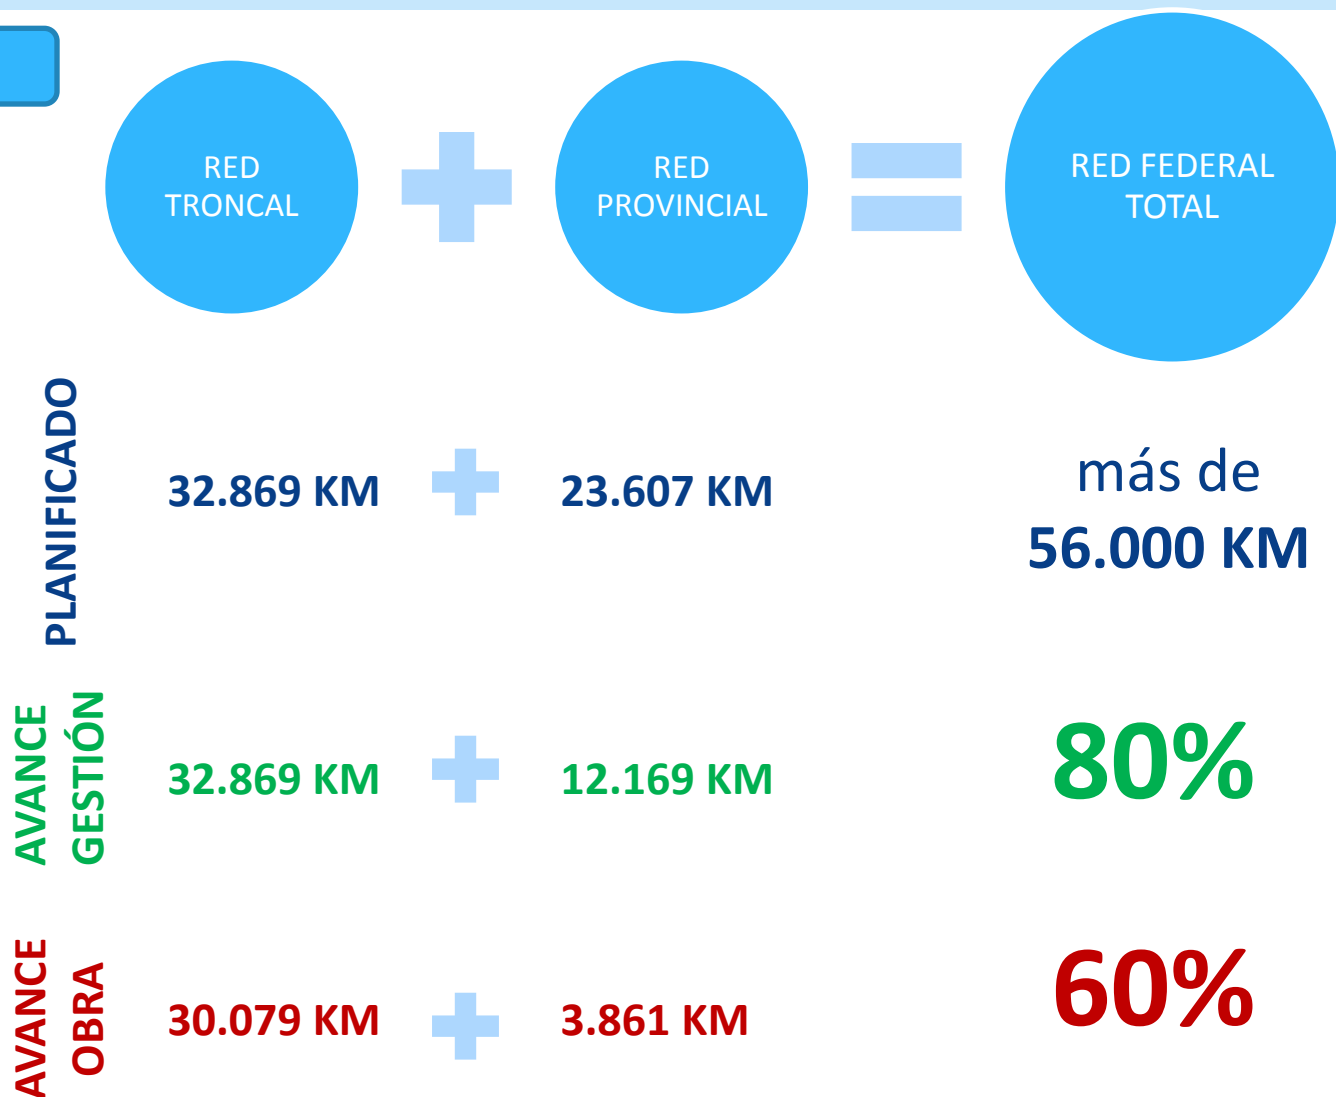 RED
TRONCAL
RED
PROVINCIAL
RED FEDERAL
TOTAL
PLANIFICADO
32.869 KM
23.607 KM
más de
56.000 KM
AVANCE
GESTIÓN
32.869 KM
12.169 KM
80%
AVANCE
OBRA
30.079 KM
3.861 KM
60%